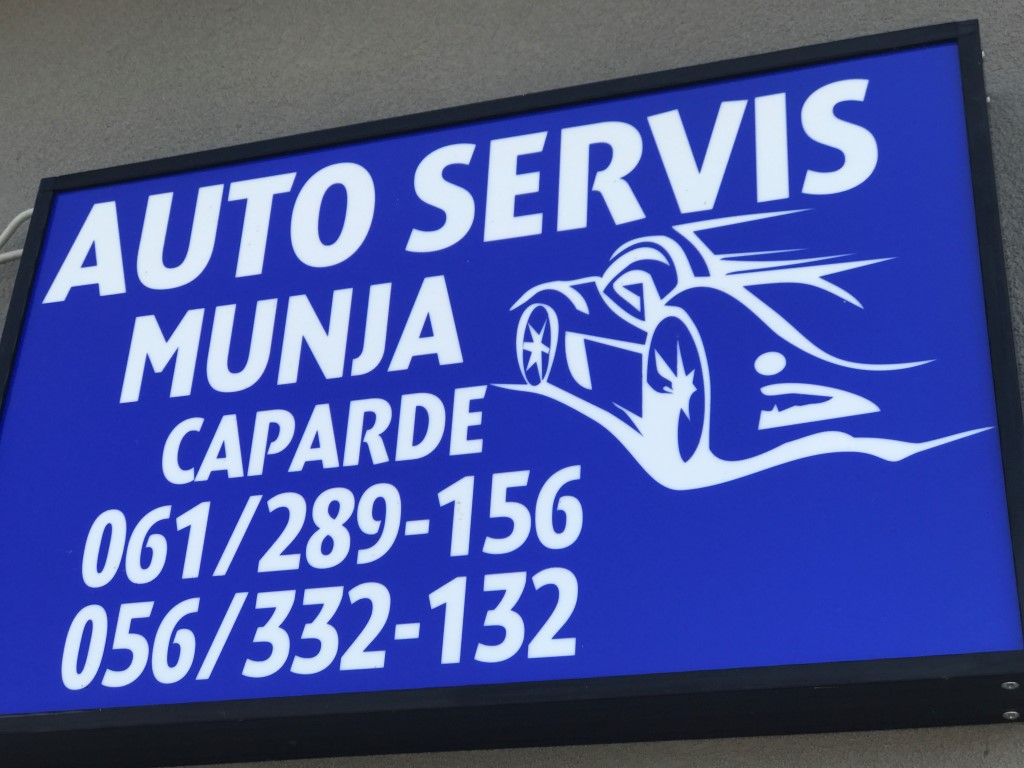 AUTO SERVIS
MUNJA
CAPARDE
061/289-156
056/332-132